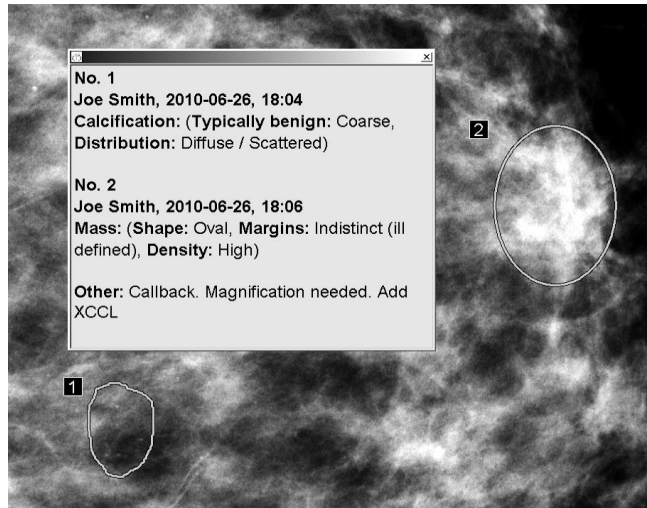 No. 1
Joe Smith, 2010-06-26, 18:04
Calcification: (Typically benign: Coarse,
Distribution: Diffuse / Scattered)
No. 2
Joe Smith, 2010-06-26, 18:06
Mass: (Shape: Oval, Margins: Indistinct (ill
defined), Density: High)
Other: Callback. Magnification needed. Add
XCCL
2
1